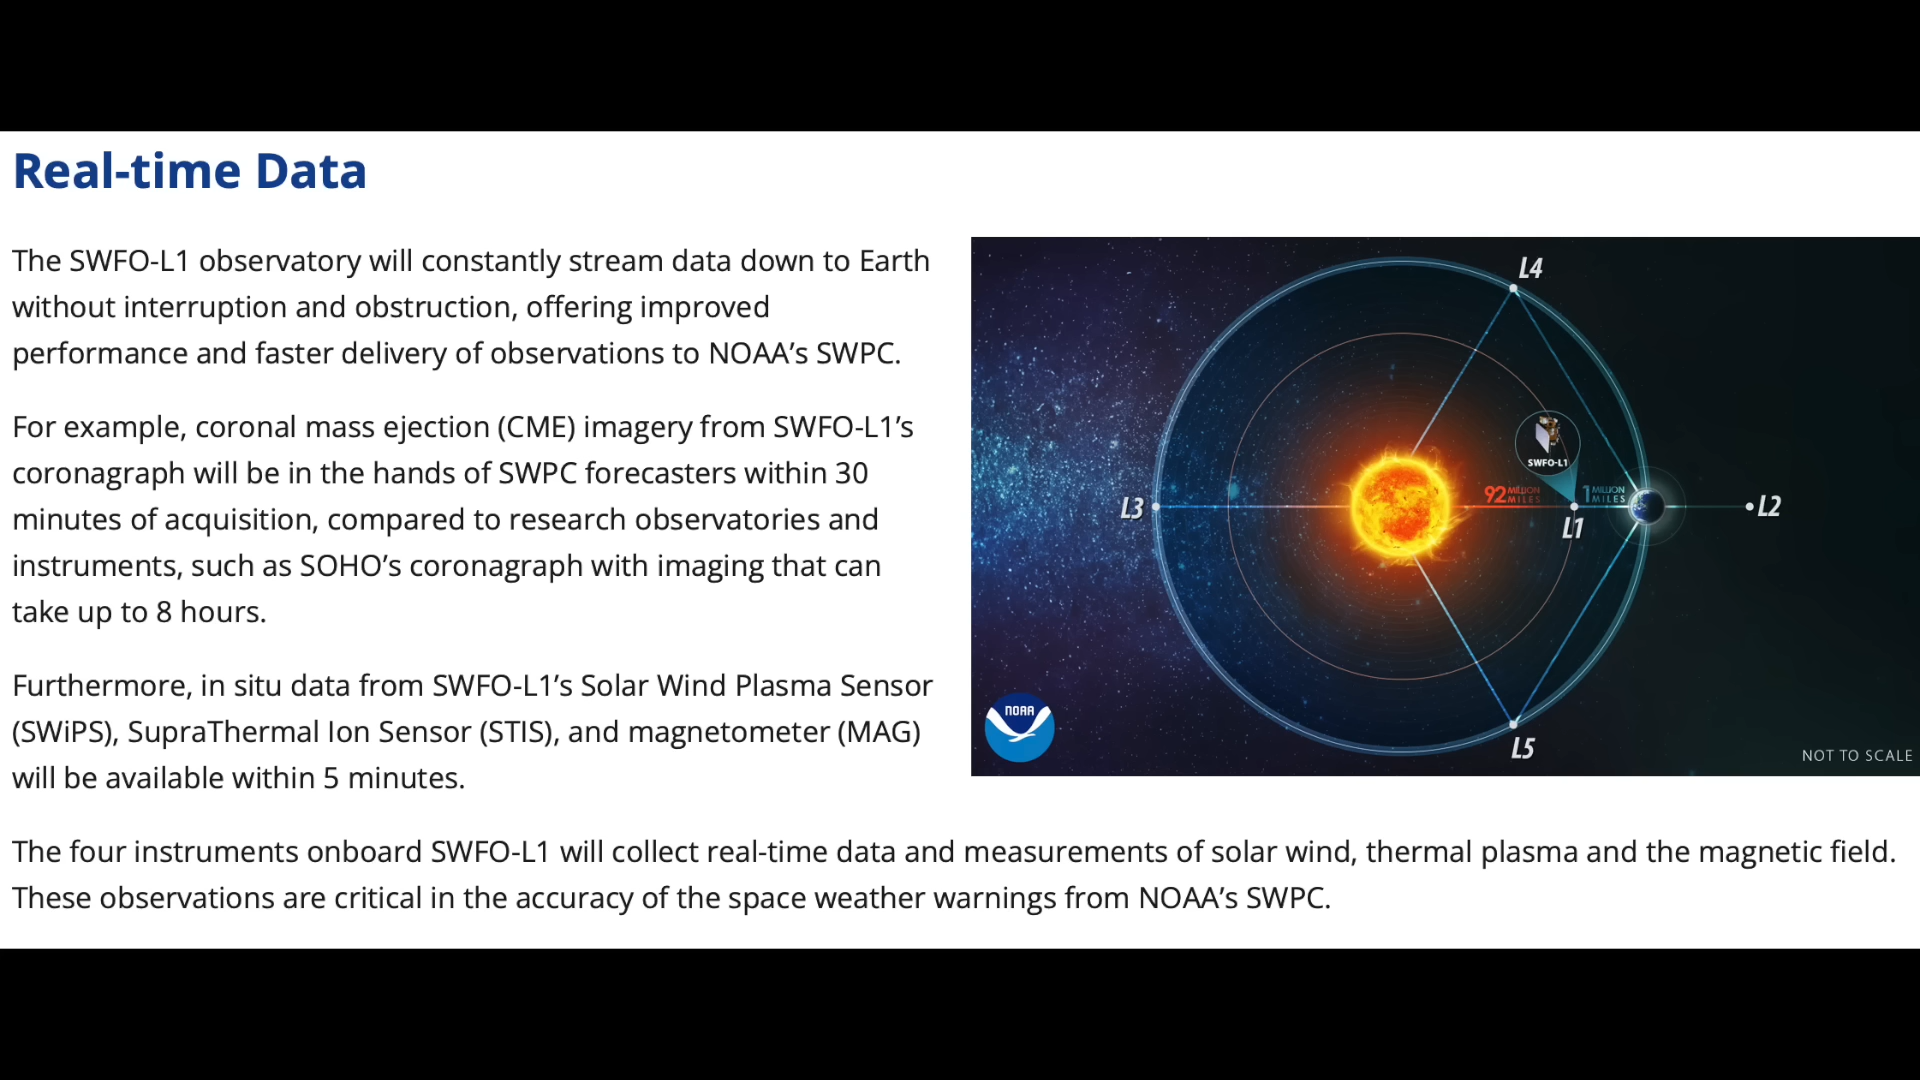 Real-time Data
The SWFO-L1 observatory will constantly stream data down to Earth
without interruption and obstruction, offering improved
performance and faster delivery of observations to NOAA’s SWPC.
For example, coronal mass ejection (CME) imagery from SWFO-L1’s
coronagraph will be in the hands of SWPC forecasters within 30
minutes of acquisition, compared to research observatories and
instruments, such as SOHO’s coronagraph with imaging that can
take up to 8 hours.
Furthermore, in situ data from SWFO-L1’s Solar Wind Plasma Sensor
(SWiPS), SupraThermal Ion Sensor (STIS), and magnetometer (MAG)
will be available within 5 minutes.
L4
SWFO-L1
92 MILLION MILES
1 MILLION MILES
L3
L1
L2
L5
NOAA
NOT TO SCALE
The four instruments onboard SWFO-L1 will collect real-time data and measurements of solar wind, thermal plasma and the magnetic field.
These observations are critical in the accuracy of the space weather warnings from NOAA’s SWPC.